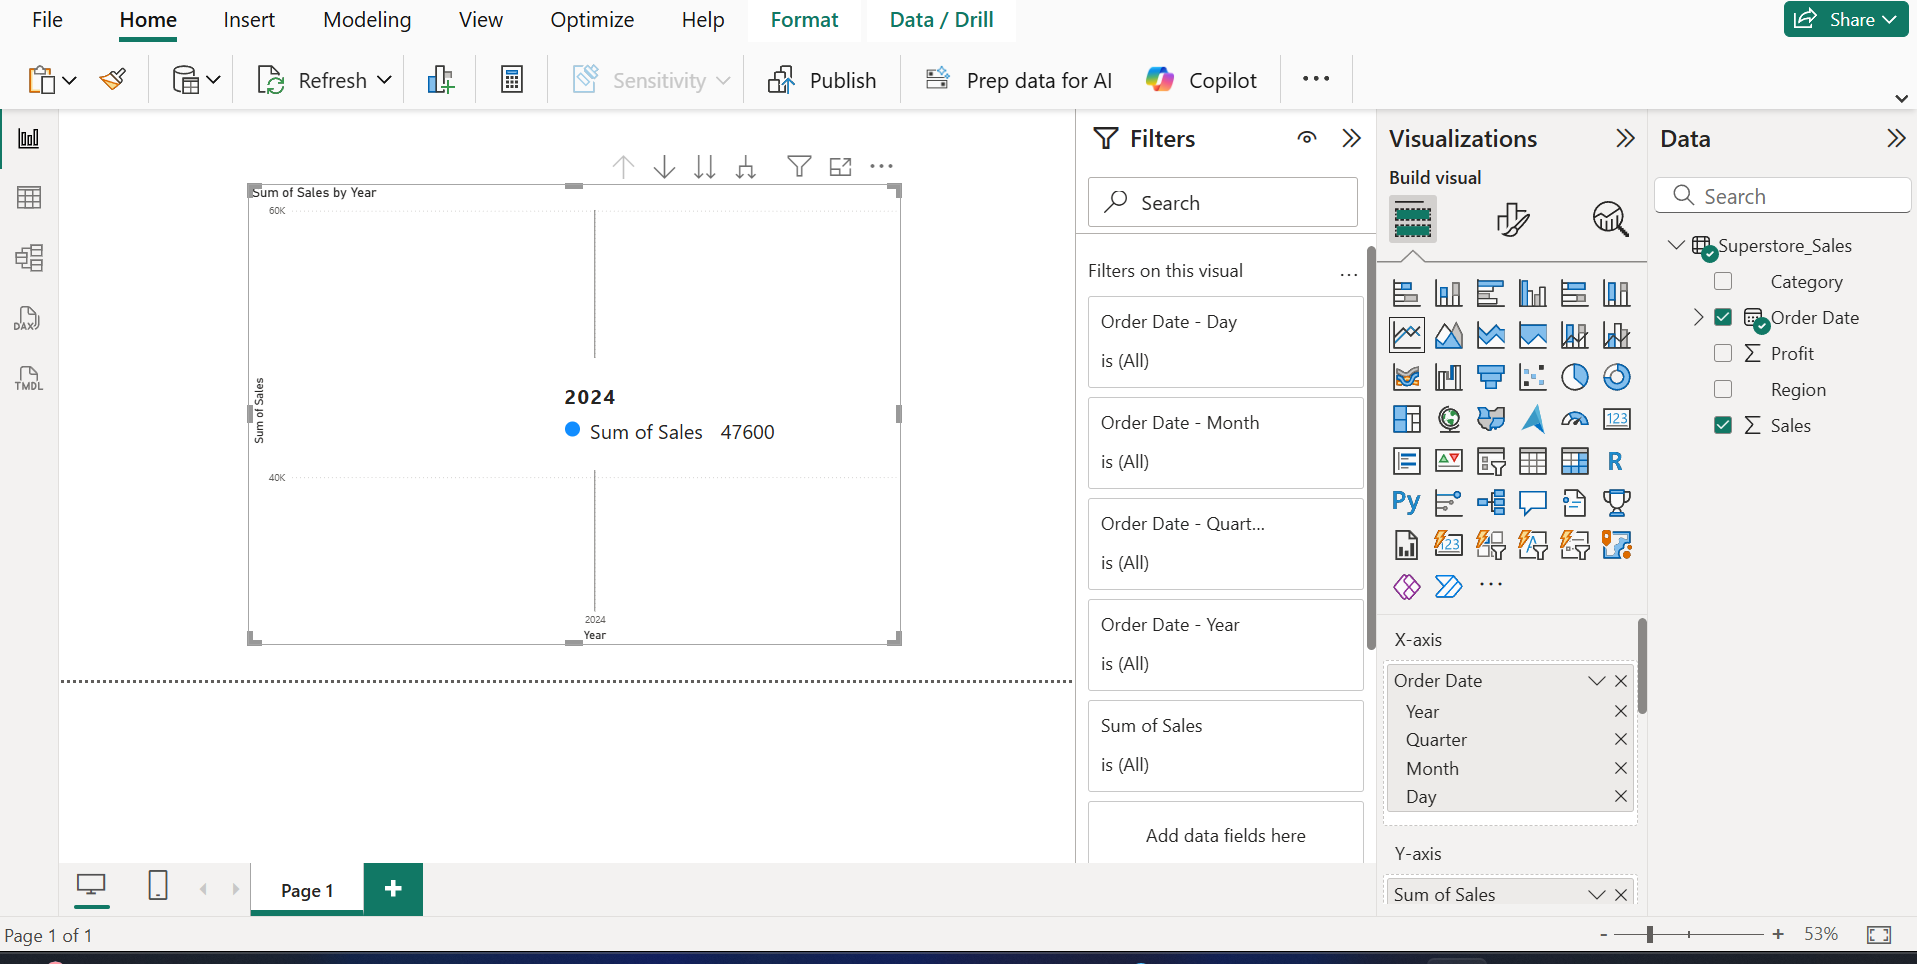 File Home Insert Modeling View Optimize Help Format Data / Drill Share
Refresh Sensitivity Publish Prep data for AI Copilot
Sum of Sales by Year
60K
Sum of Sales
2024
Sum of Sales 47600
40K
2024
Year
DAX
TMDL
Filters
Search
Filters on this visual
Order Date - Day
is (All)
Order Date - Month
is (All)
Order Date - Quart...
is (All)
Order Date - Year
is (All)
Sum of Sales
is (All)
Add data fields here
Visualizations
Build visual
123
R
Py
123
X-axis
Order Date
Year
Quarter
Month
Day
Y-axis
Sum of Sales
Data
Search
Superstore_Sales
Category
Order Date
Profit
Region
Sales
Page 1
Page 1 of 1
53%